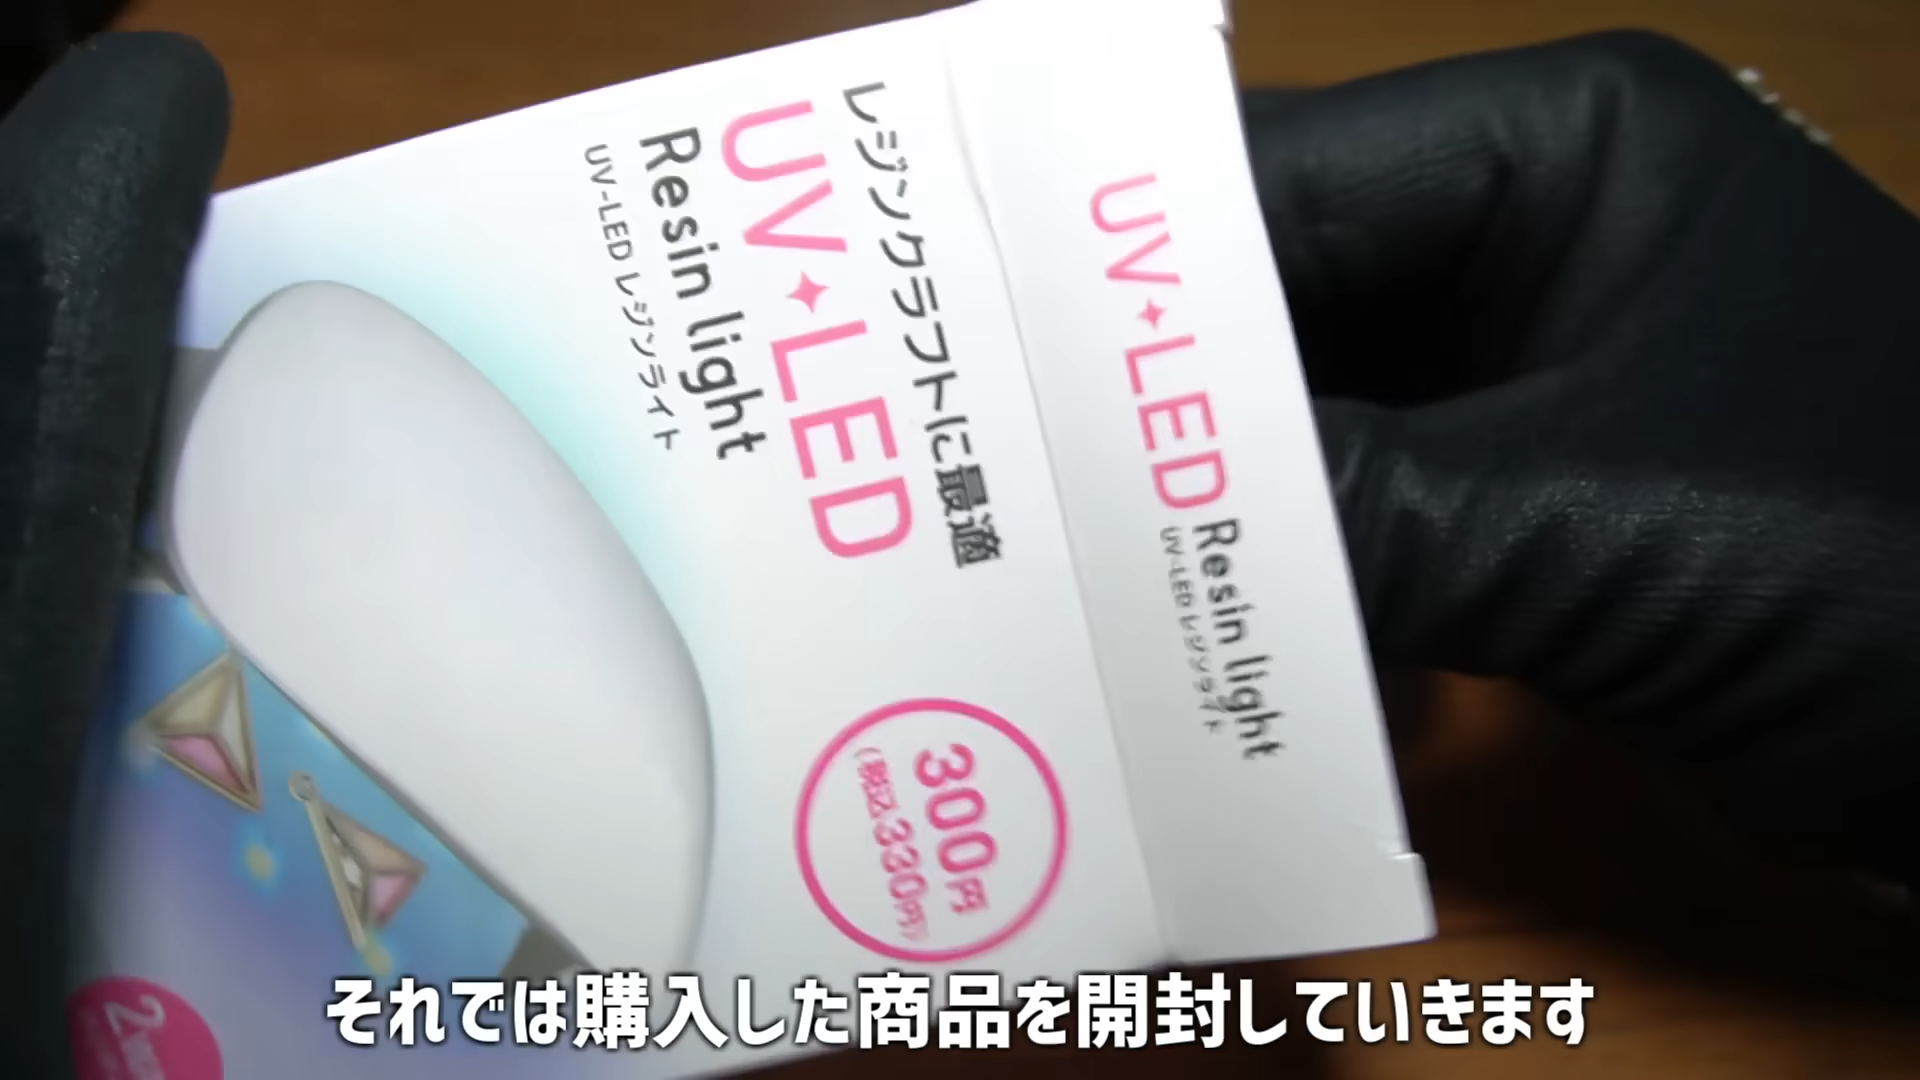 レジンクラフトに最適
UV✦LED
Resin light
UV-LED レジンライト
300円
(税込330円)
UV✦LED
Resin light
UV-LED レジンライト
2
それでは購入した商品を開封していきます